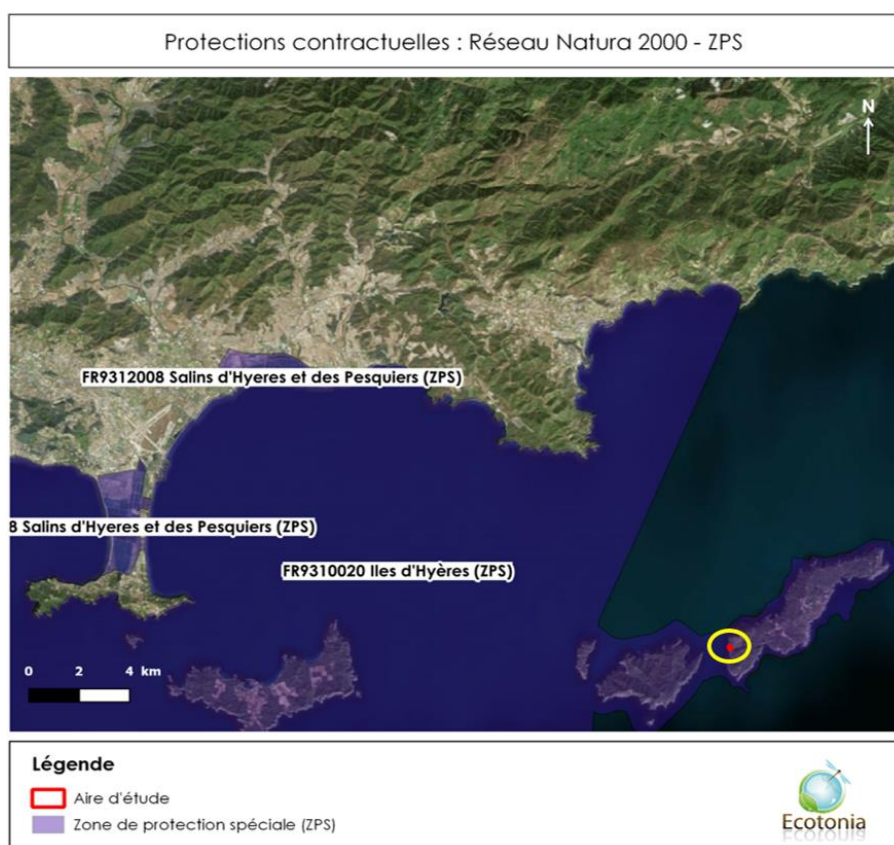 Protections contractuelles : Réseau Natura 2000 - ZPS
N
FR9312008 Salins d'Hyeres et des Pesquiers (ZPS)
8 Salins d'Hyeres et des Pesquiers (ZPS)
FR9310020 Iles d'Hyères (ZPS)
0 2 4 km
Légende
Aire d'étude
Zone de protection spéciale (ZPS)
Ecotonia